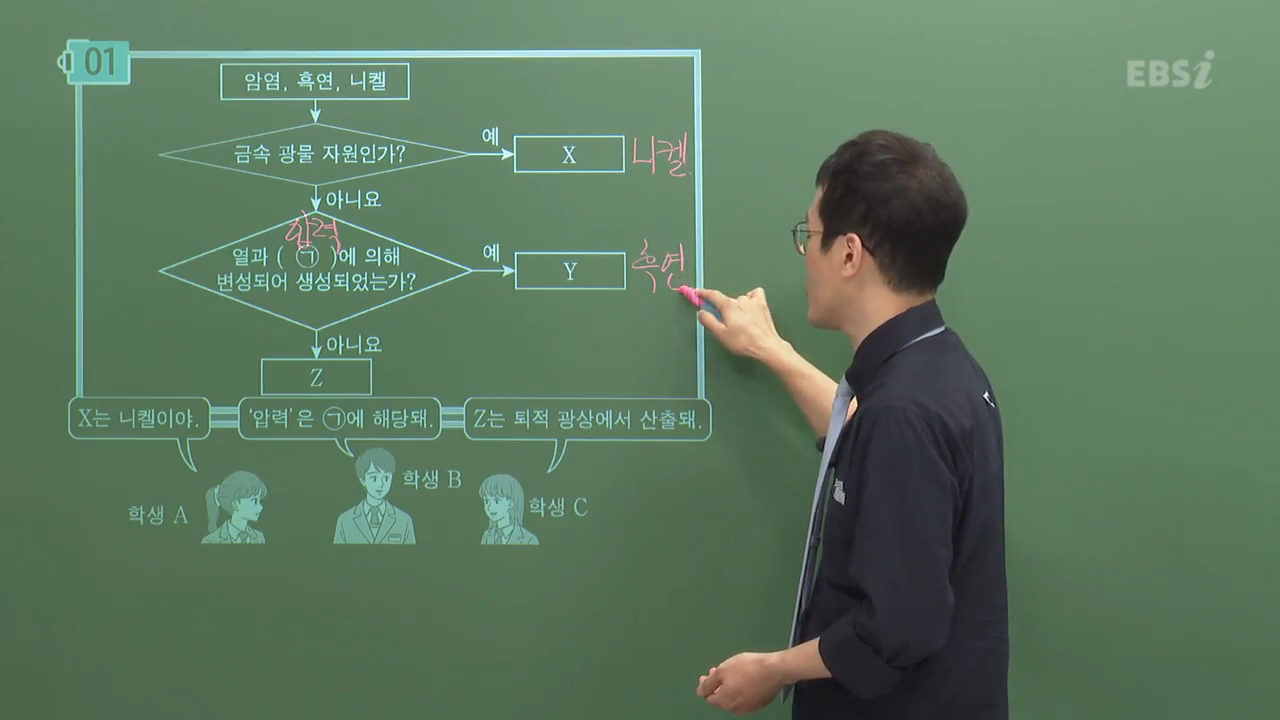 01
EBSi
암염, 흑연, 니켈
금속 광물 자원인가?
예
X
니켈
아니요
압력
열과 ( ㉠ )에 의해
변성되어 생성되었는가?
예
Y
흑연
아니요
Z
X는 니켈이야.
'압력'은 ㉠에 해당돼.
Z는 퇴적 광상에서 산출돼.
학생 A
학생 B
학생 C